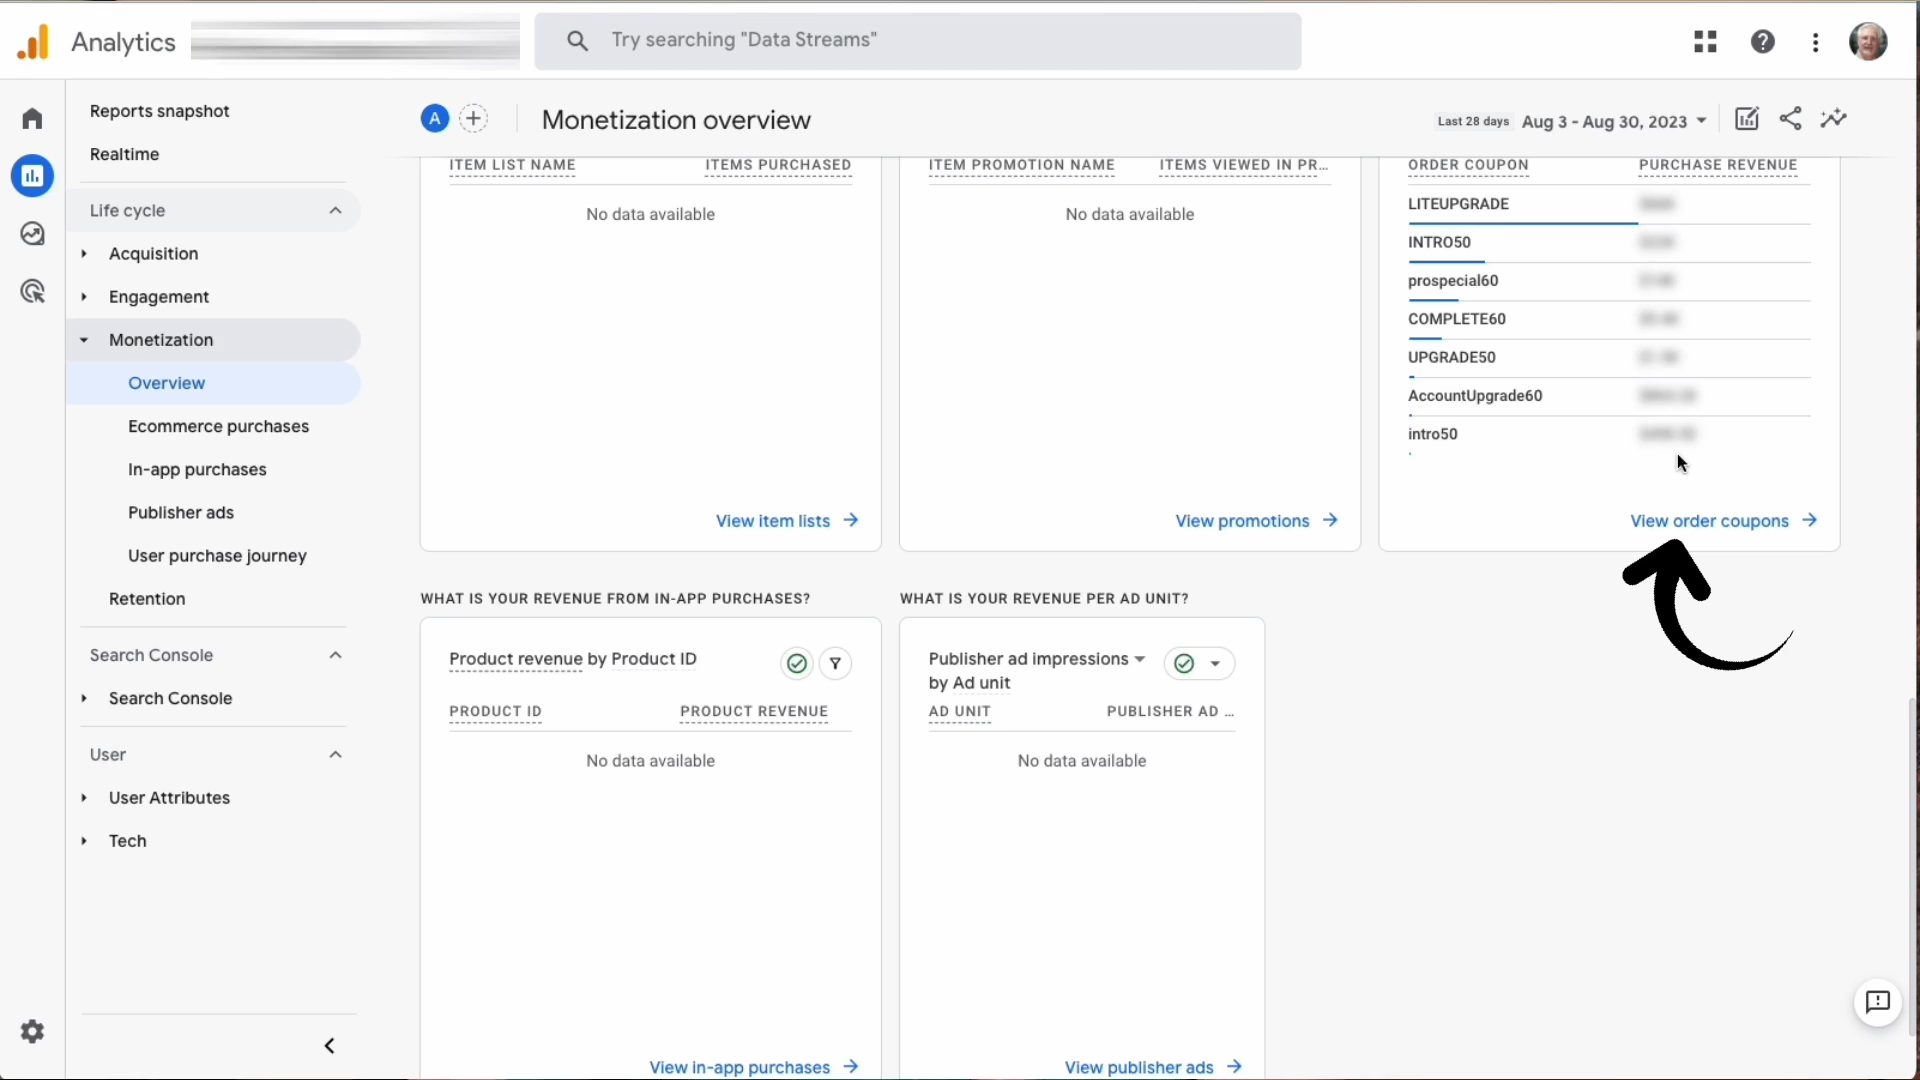 Analytics
Try searching "Data Streams"
Reports snapshot
Realtime
Life cycle
Acquisition
Engagement
Monetization
Overview
Ecommerce purchases
In-app purchases
Publisher ads
User purchase journey
Retention
Search Console
Search Console
User
User Attributes
Tech
A
Monetization overview
Last 28 days Aug 3 - Aug 30, 2023
ITEM LIST NAME ITEMS PURCHASED
No data available
View item lists
ITEM PROMOTION NAME ITEMS VIEWED IN PR...
No data available
View promotions
ORDER COUPON PURCHASE REVENUE
LITEUPGRADE
INTRO50
prospecial60
COMPLETE60
UPGRADE50
AccountUpgrade60
intro50
View order coupons
WHAT IS YOUR REVENUE FROM IN-APP PURCHASES?
Product revenue by Product ID
PRODUCT ID PRODUCT REVENUE
No data available
View in-app purchases
WHAT IS YOUR REVENUE PER AD UNIT?
Publisher ad impressions
by Ad unit
AD UNIT PUBLISHER AD ...
No data available
View publisher ads